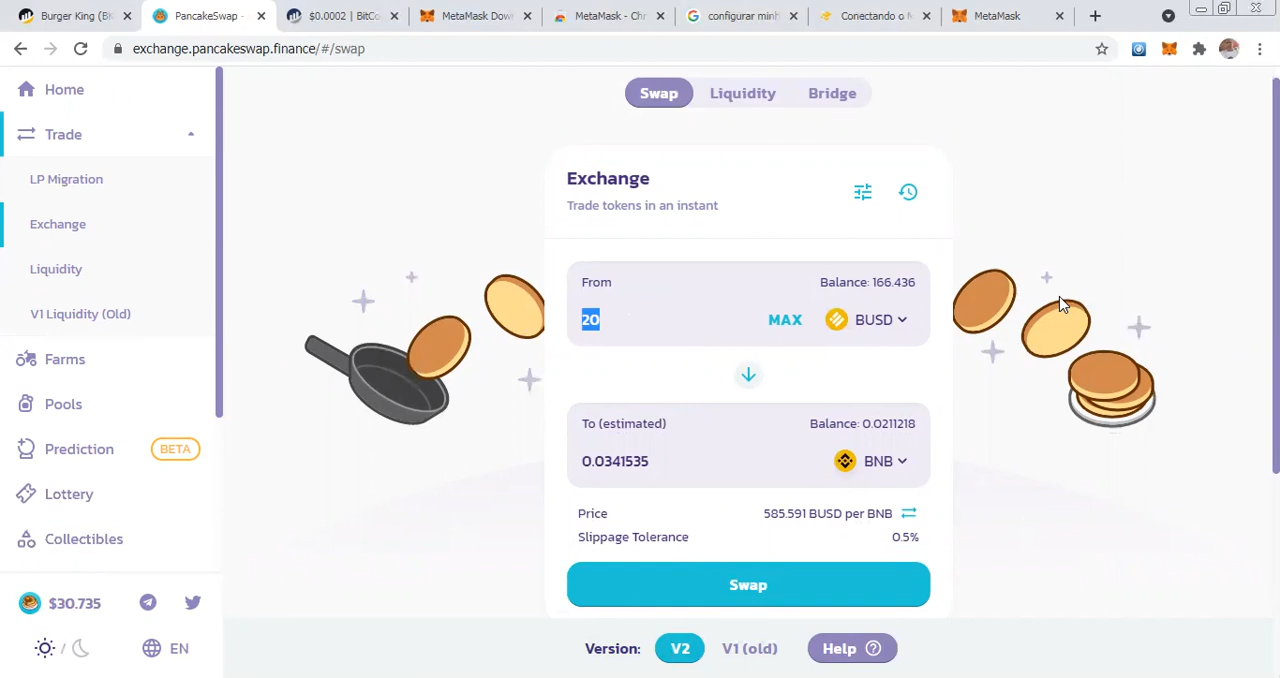 Burger King (BK
PancakeSwap -
$0.0002 | BitCo
MetaMask Dow
MetaMask - Chr
configurar minh
Conectando o M
MetaMask
exchange.pancakeswap.finance/#/swap
Home
Trade
LP Migration
Exchange
Liquidity
V1 Liquidity (Old)
Farms
Pools
Prediction
BETA
Lottery
Collectibles
$30.735
EN
Swap
Liquidity
Bridge
Exchange
Trade tokens in an instant
From
Balance: 166.436
20
MAX
BUSD
To (estimated)
Balance: 0.0211218
0.0341535
BNB
Price
585.591 BUSD per BNB
Slippage Tolerance
0.5%
Swap
Version:
V2
V1 (old)
Help